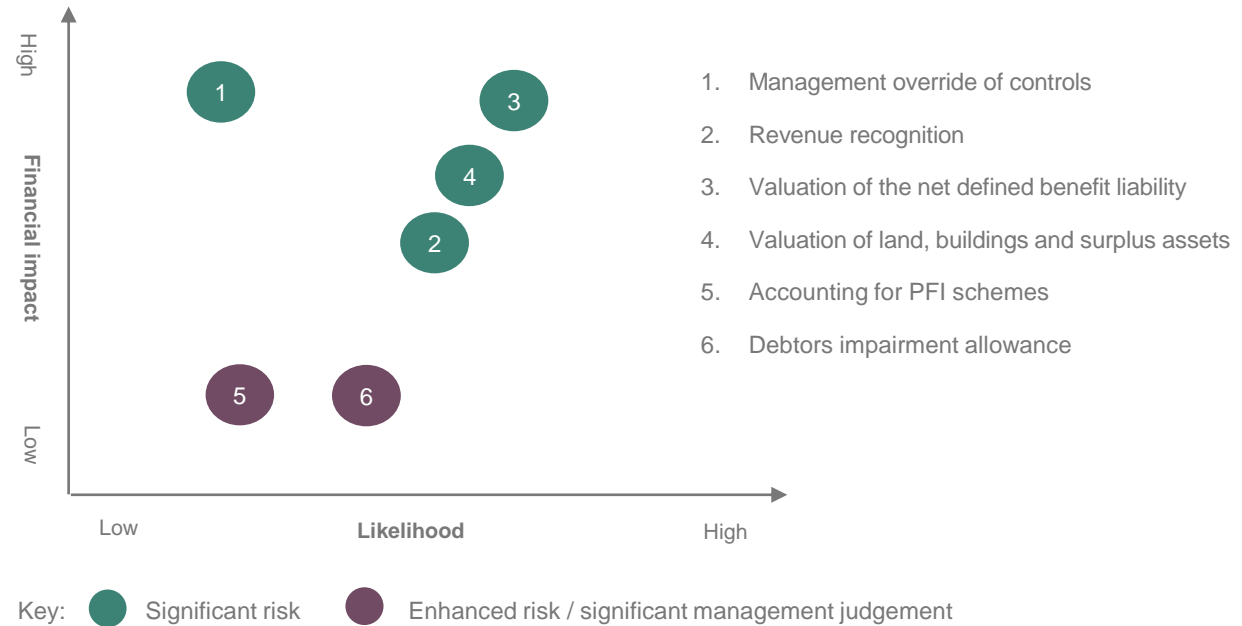 High
Financial impact
Low
1
3
4
2
5
6
1. Management override of controls
2. Revenue recognition
3. Valuation of the net defined benefit liability
4. Valuation of land, buildings and surplus assets
5. Accounting for PFI schemes
6. Debtors impairment allowance
Low
Likelihood
High
Key: Significant risk Enhanced risk / significant management judgement